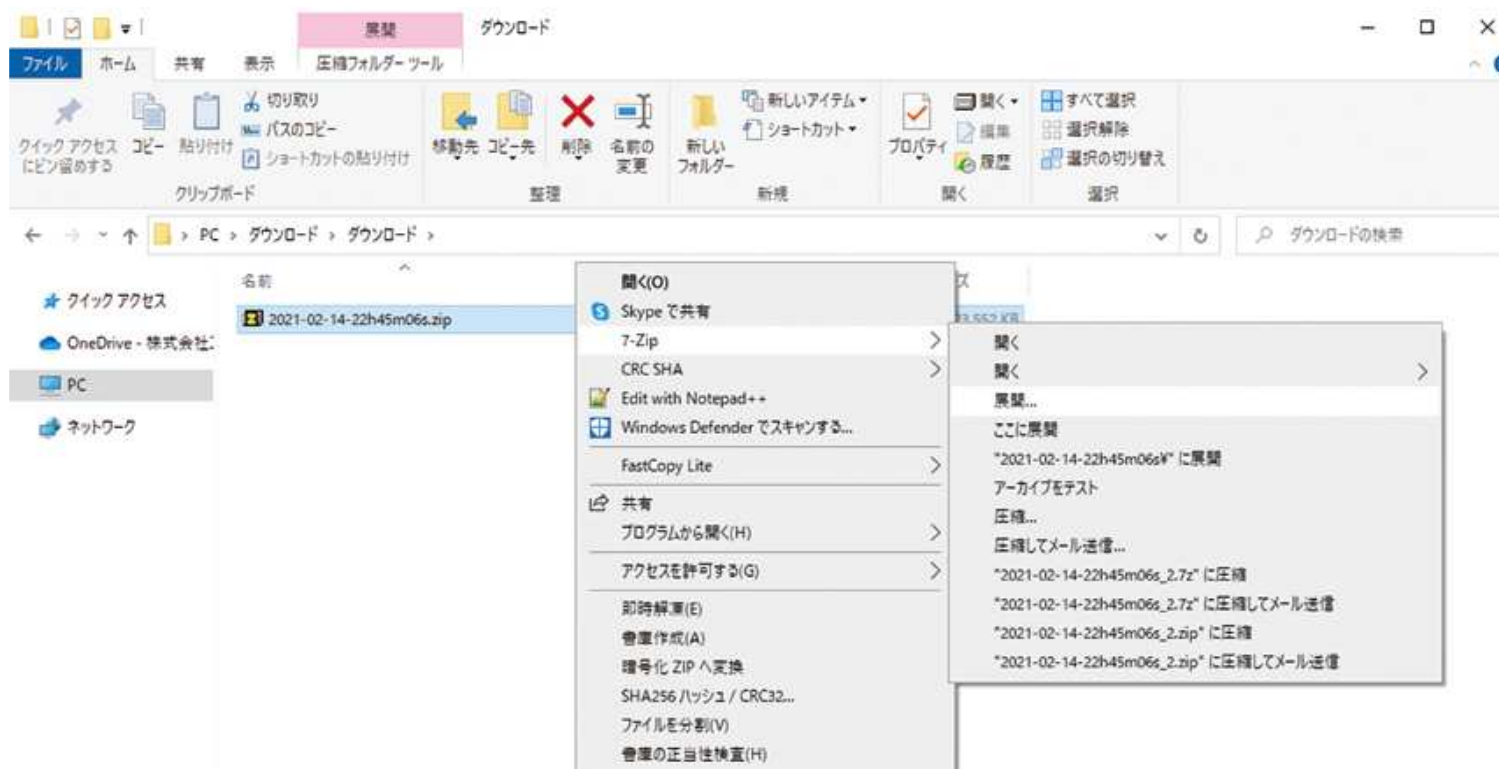 展開 ダウンロード
ファイル ホーム 共有 表示 圧縮フォルダー ツール
クイック アクセス
にピン留めする
コピー
貼り付け
切り取り
パスのコピー
ショートカットの貼り付け
クリップボード
移動先
コピー先
削除
名前の
変更
整理
新しい
フォルダー
新しいアイテム
ショートカット
新規
プロパティ
開く
編集
履歴
開く
すべて選択
選択解除
選択の切り替え
選択
PC › ダウンロード › ダウンロード ›
ダウンロードの検索
クイック アクセス
OneDrive - 株式会社
PC
ネットワーク
名前
ズ
2021-02-14-22h45m06s.zip
開く(O)
Skype で共有
7-Zip
CRC SHA
Edit with Notepad++
Windows Defender でスキャンする...
FastCopy Lite
共有
プログラムから開く(H)
アクセスを許可する(G)
即時解凍(E)
書庫作成(A)
暗号化 ZIP へ変換
SHA256 ハッシュ / CRC32...
ファイルを分割(V)
書庫の正当性検査(H)
開く
開く
展開...
ここに展開
"2021-02-14-22h45m06s¥" に展開
アーカイブをテスト
圧縮...
圧縮してメール送信...
"2021-02-14-22h45m06s_2.7z" に圧縮
"2021-02-14-22h45m06s_2.7z" に圧縮してメール送信
"2021-02-14-22h45m06s_2.zip" に圧縮
"2021-02-14-22h45m06s_2.zip" に圧縮してメール送信